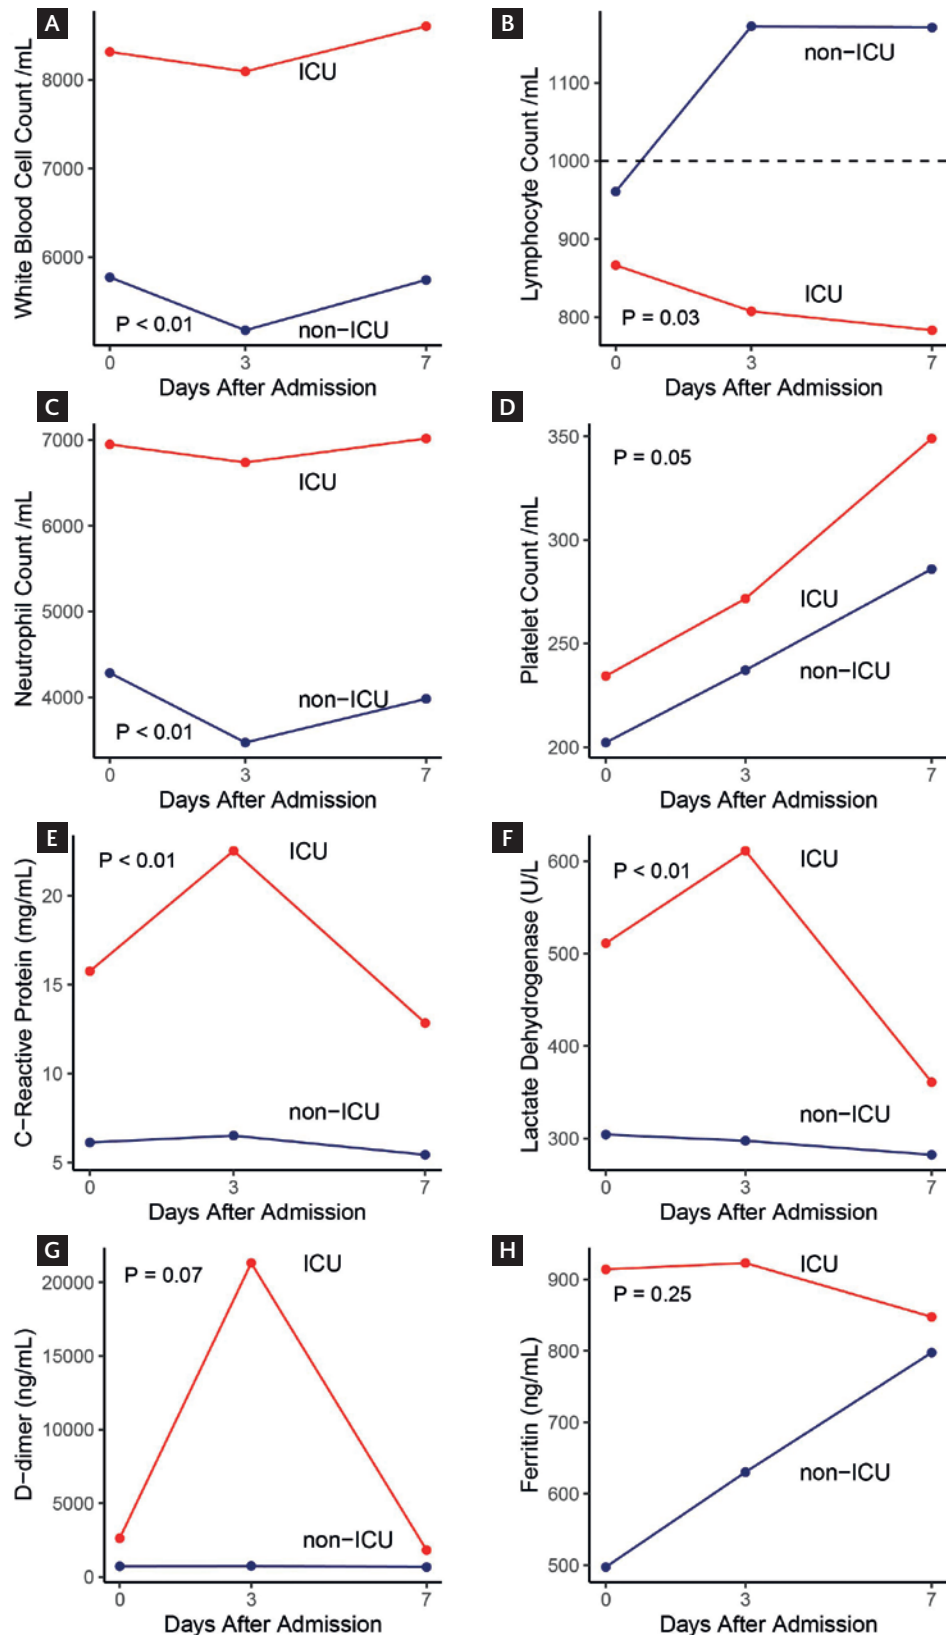 A
White Blood Cell Count /mL
8000
7000
6000
ICU
P < 0.01
non−ICU
0 3 7
Days After Admission
B
Lymphocyte Count /mL
1100
1000
900
800
non−ICU
ICU
P = 0.03
0 3 7
Days After Admission
C
Neutrophil Count /mL
7000
6000
5000
4000
ICU
non−ICU
P < 0.01
0 3 7
Days After Admission
D
Platelet Count /mL
350
300
250
200
P = 0.05
ICU
non−ICU
0 3 7
Days After Admission
E
C−Reactive Protein (mg/mL)
20
15
10
5
P < 0.01
ICU
non−ICU
0 3 7
Days After Admission
F
Lactate Dehydrogenase (U/L
600
500
400
300
P < 0.01
ICU
non−ICU
0 3 7
Days After Admission
G
D−dimer (ng/mL)
20000
15000
10000
5000
0
P = 0.07
ICU
non−ICU
0 3 7
Days After Admission
H
Ferritin (ng/mL)
900
800
700
600
500
ICU
P = 0.25
non−ICU
0 3 7
Days After Admission